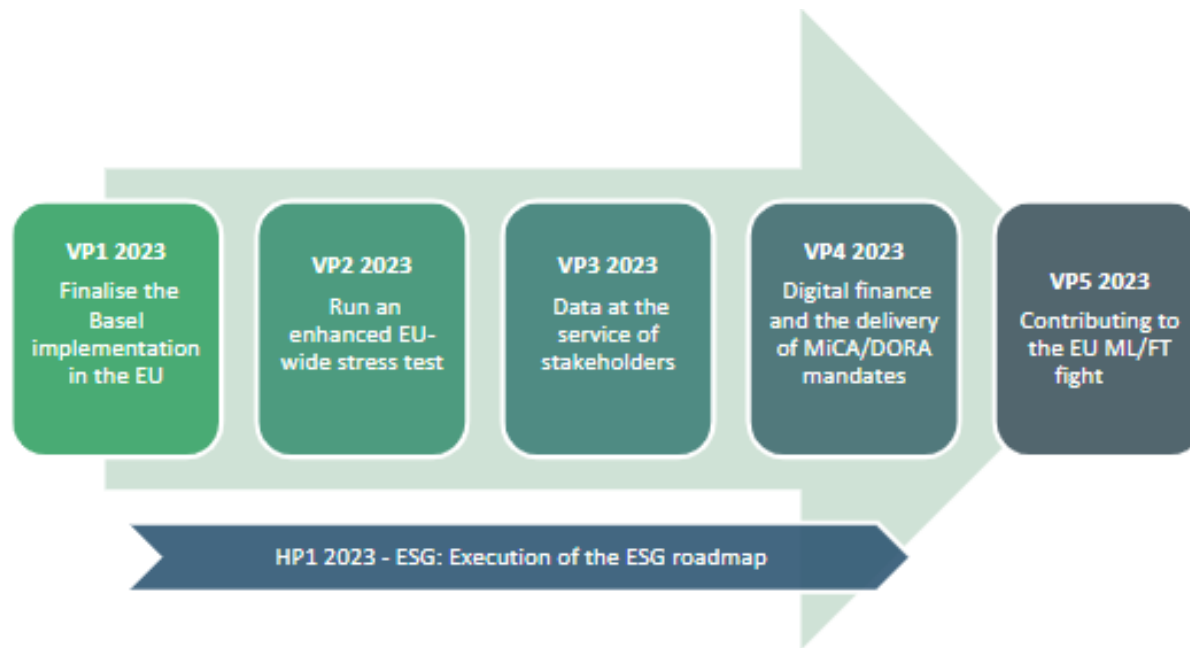 VP1 2023
Finalise the
Basel
implementation
in the EU
VP2 2023
Run an
enhanced EU-
wide stress test
VP3 2023
Data at the
service of
stakeholders
VP4 2023
Digital finance
and the delivery
of MiCA/DORA
mandates
VP5 2023
Contributing to
the EU ML/FT
fight
HP1 2023 - ESG: Execution of the ESG roadmap